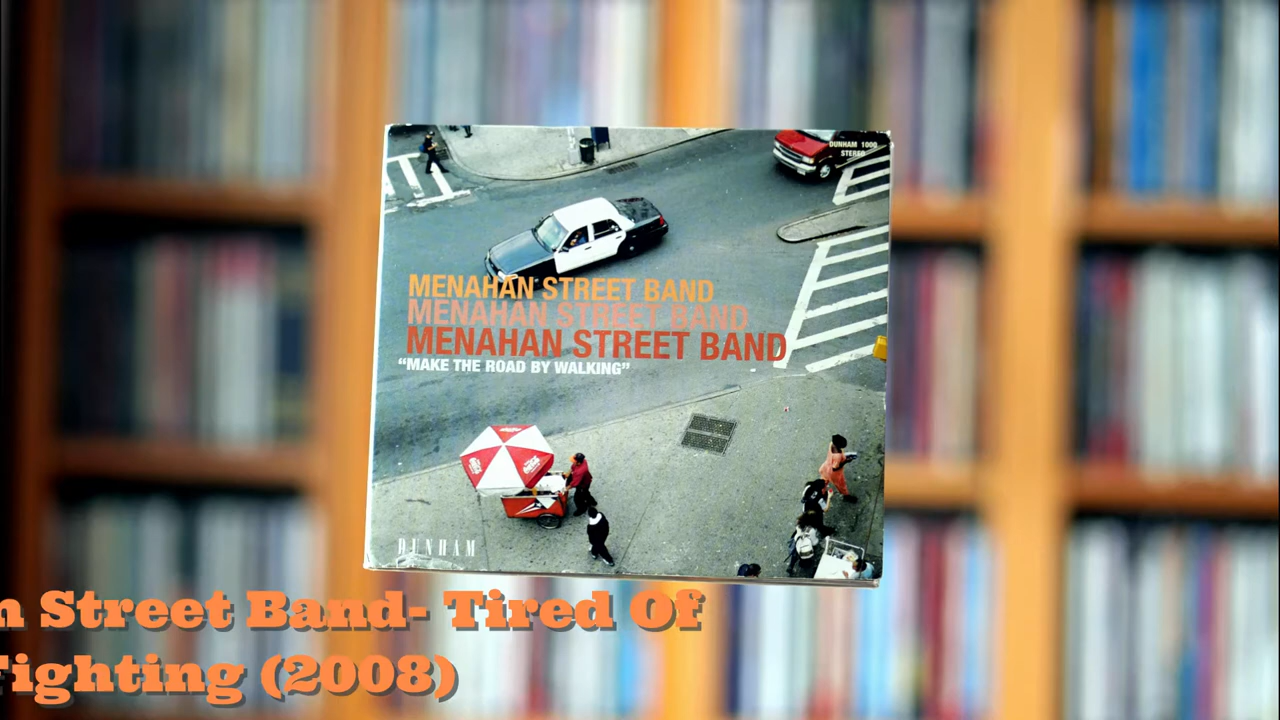 DUNHAM 1000
STEREO
MENAHAN STREET BAND
MENAHAN STREET BAND
MENAHAN STREET BAND
“MAKE THE ROAD BY WALKING”
DUNHAM
n Street Band- Tired Of
Fighting (2008)